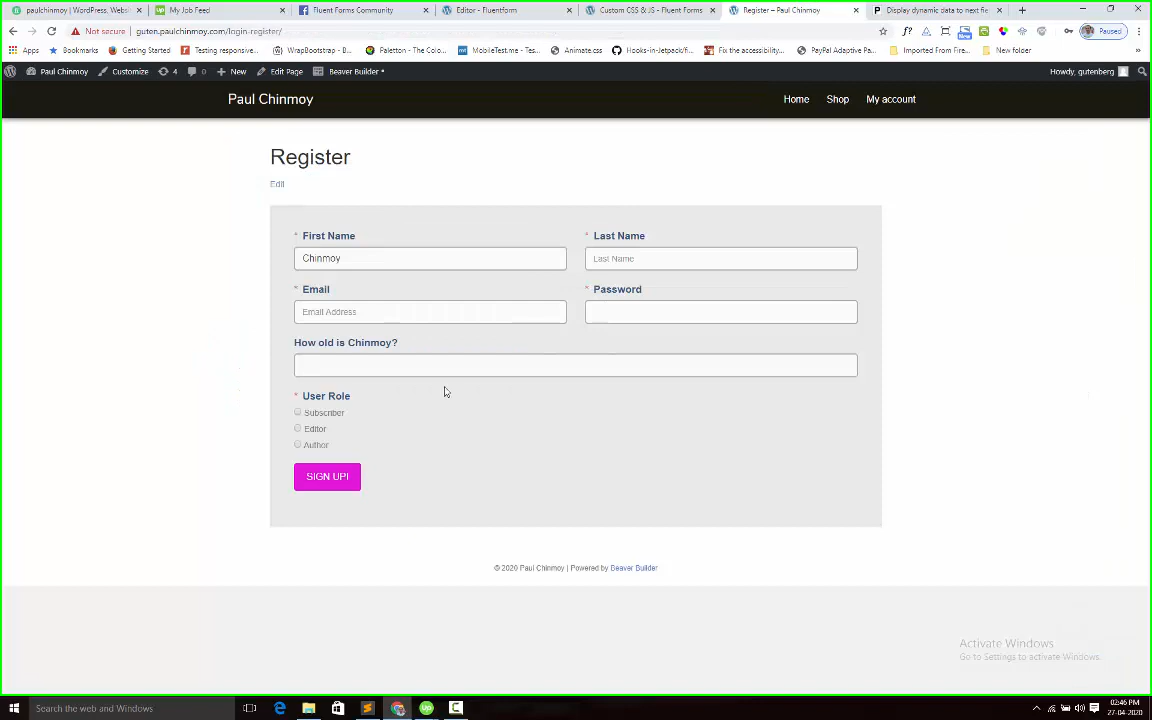 paulchinmoy | WordPress, Websi
My Job Feed
Fluent Forms Community
Editor - Fluentform
Custom CSS & JS - Fluent Forms
Register – Paul Chinmoy
Display dynamic data to next fie
Not secure | guten.paulchinmoy.com/login-register/
Paused
Apps
Bookmarks
Getting Started
Testing responsive...
WrapBootstrap - B...
Paletton - The Colo...
MobileTest.me - Tes...
Animate.css
Hooks-in-Jetpack/fi...
Fix the accessibility...
PayPal Adaptive Pa...
Imported From Fire...
New folder
Paul Chinmoy
Customize
4
0
New
Edit Page
Beaver Builder
Howdy, gutenberg
Paul Chinmoy
Home
Shop
My account
Register
Edit
* First Name
* Last Name
Chinmoy
Last Name
* Email
* Password
Email Address
How old is Chinmoy?
* User Role
Subscriber
Editor
Author
SIGN UP!
© 2020 Paul Chinmoy | Powered by Beaver Builder
Activate Windows
Go to Settings to activate Windows.
Search the web and Windows
02:46 PM
27-04-2020